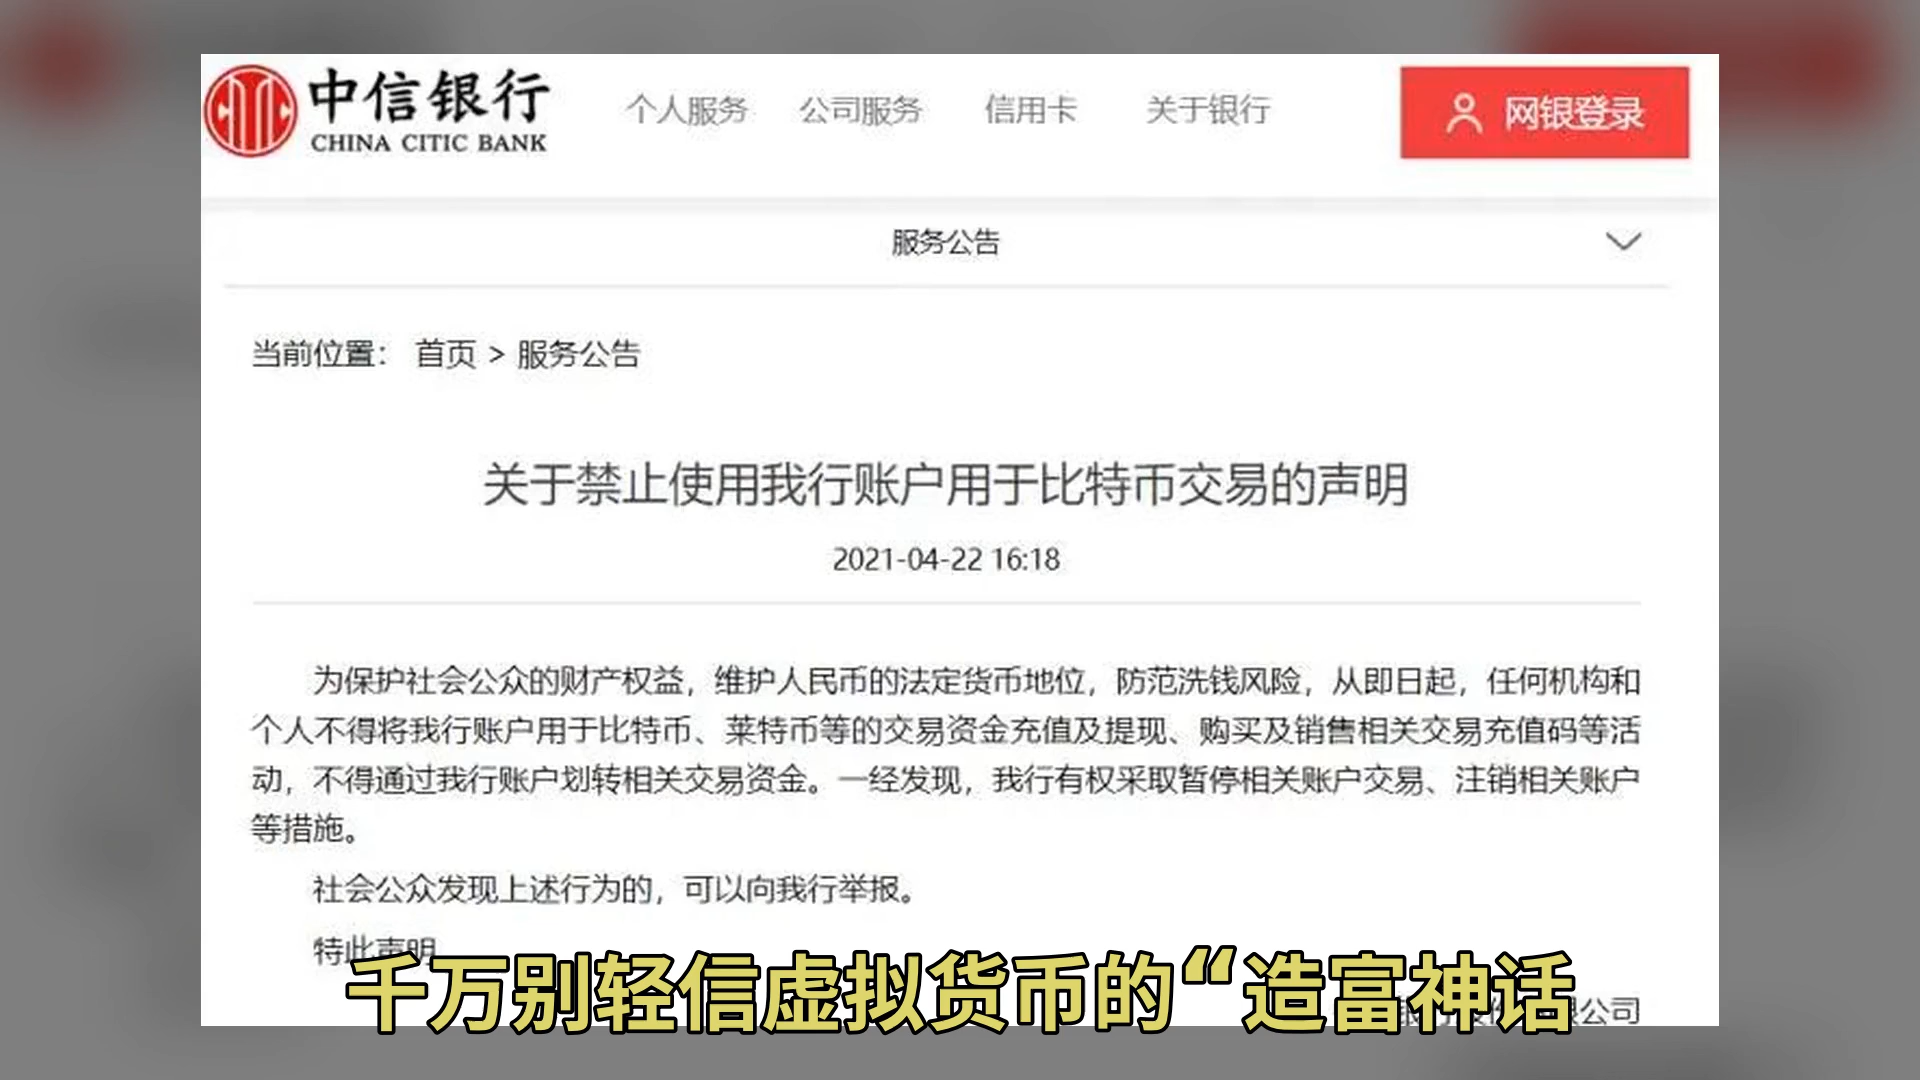 中信银行
CHINA CITIC BANK
个人服务 公司服务 信用卡 关于银行
网银登录
服务公告
当前位置： 首页 > 服务公告
关于禁止使用我行账户用于比特币交易的声明
2021-04-22 16:18
为保护社会公众的财产权益，维护人民币的法定货币地位，防范洗钱风险，从即日起，任何机构和
个人不得将我行账户用于比特币、莱特币等的交易资金充值及提现、购买及销售相关交易充值码等活
动，不得通过我行账户划转相关交易资金。一经发现，我行有权采取暂停相关账户交易、注销相关账户
等措施。
社会公众发现上述行为的，可以向我行举报。
特此声明
千万别轻信虚拟货币的“造富神话
公司